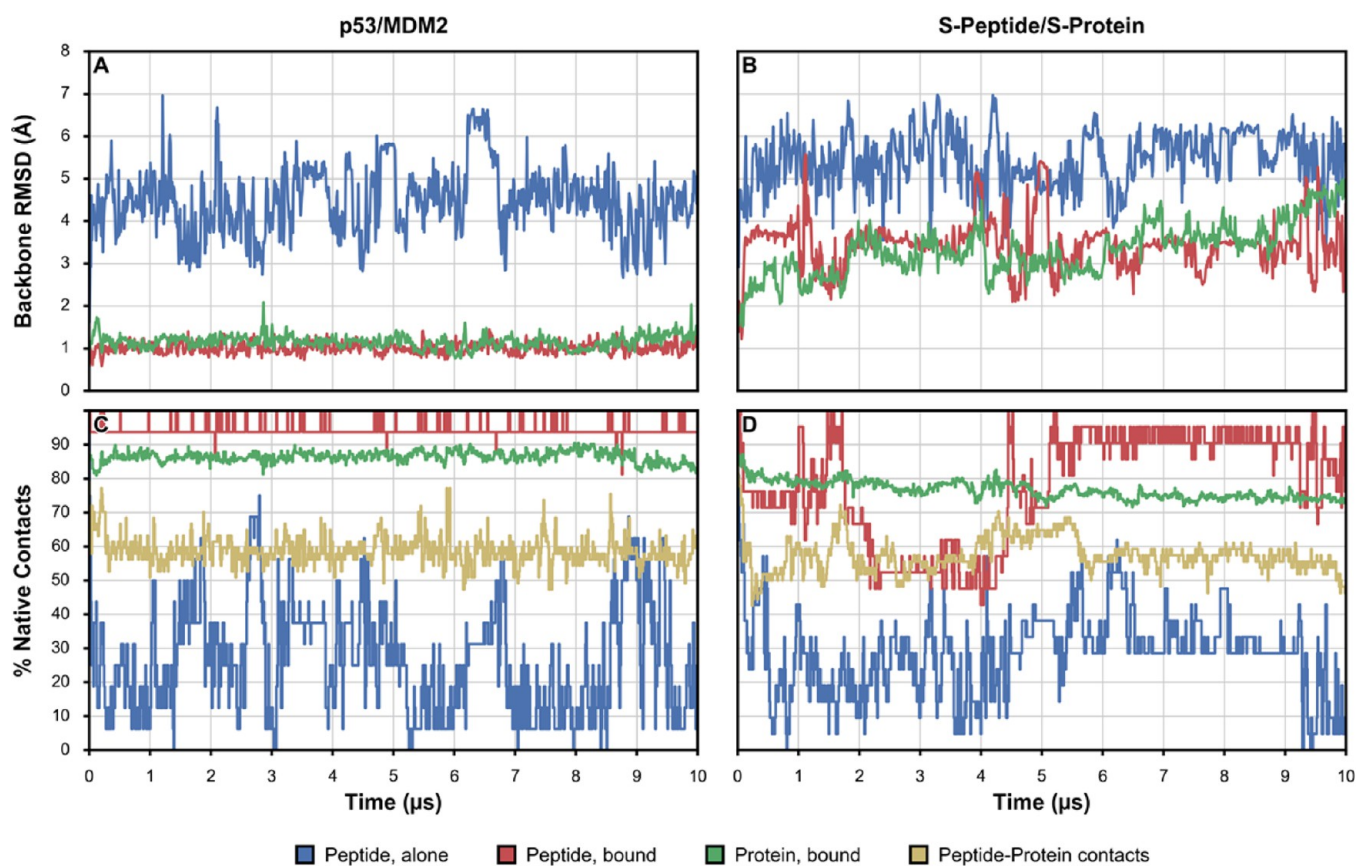 p53/MDM2
S-Peptide/S-Protein
A
B
8
7
6
5
4
3
2
1
0
Backbone RMSD (Å)
C
D
90
80
70
60
50
40
30
20
10
0
% Native Contacts
0 1 2 3 4 5 6 7 8 9 10
0 1 2 3 4 5 6 7 8 9 10
Time (µs)
Time (µs)
Peptide, alone
Peptide, bound
Protein, bound
Peptide-Protein contacts